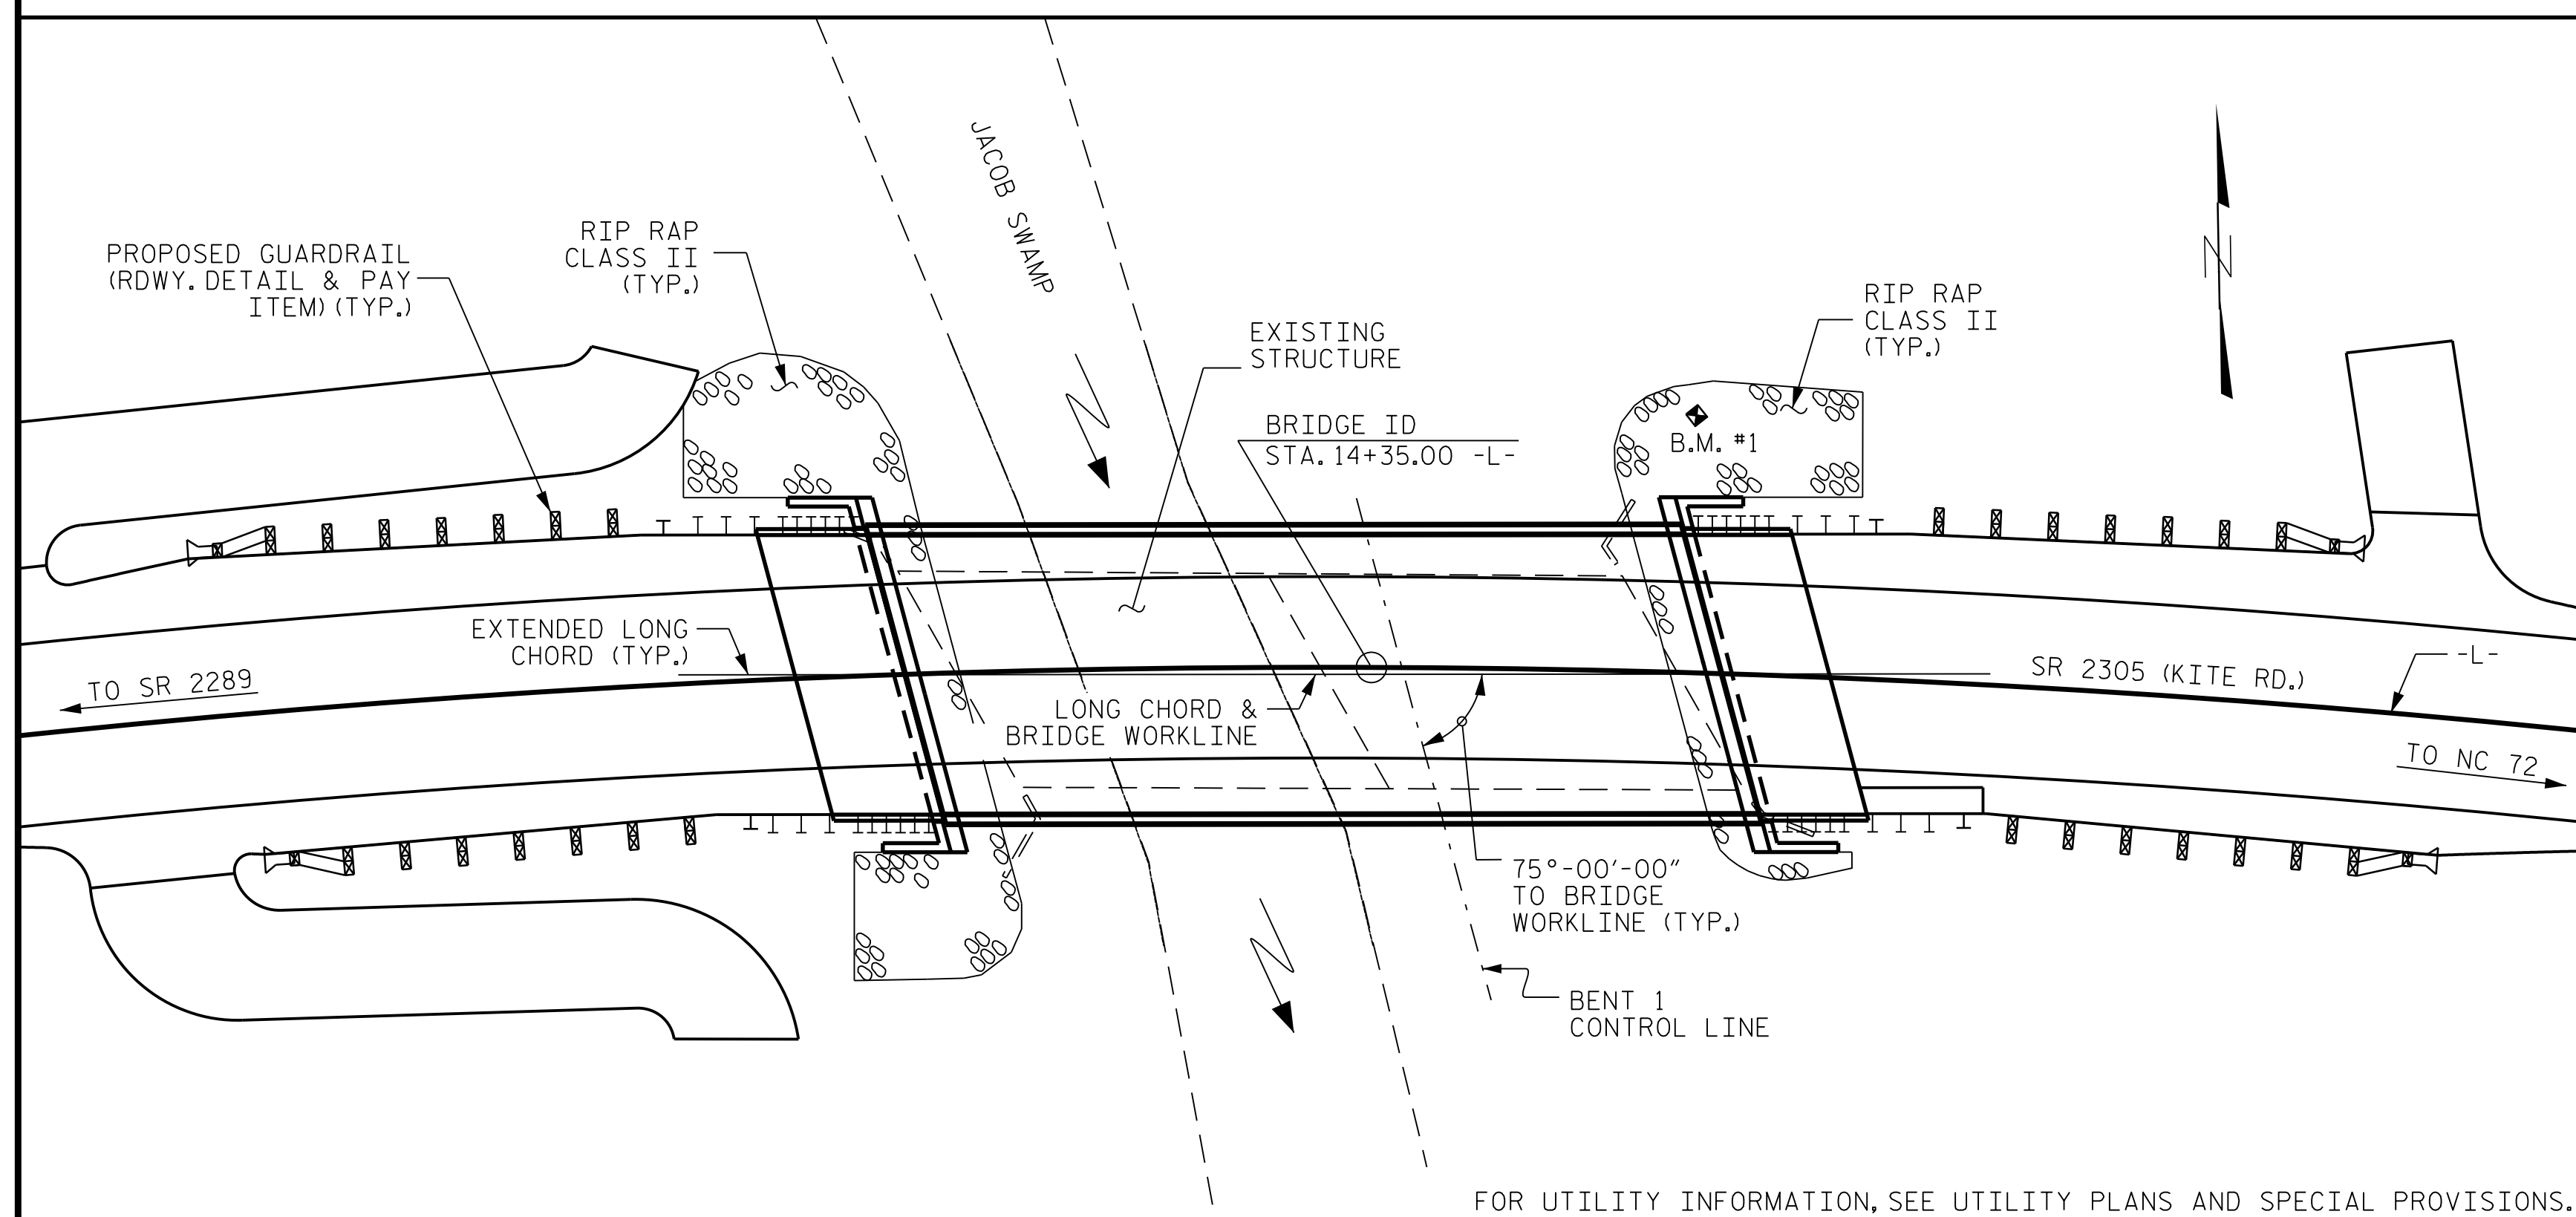 JACOB SWAMP
PROPOSED GUARDRAIL
(RDWY. DETAIL & PAY
ITEM) (TYP.)
RIP RAP
CLASS II
(TYP.)
EXISTING
STRUCTURE
RIP RAP
CLASS II
(TYP.)
N
BRIDGE ID
STA. 14+35.00 -L-
B.M. #1
EXTENDED LONG
CHORD (TYP.)
TO SR 2289
LONG CHORD &
BRIDGE WORKLINE
SR 2305 (KITE RD.)
-L-
TO NC 72
75°-00'-00"
TO BRIDGE
WORKLINE (TYP.)
BENT 1
CONTROL LINE
FOR UTILITY INFORMATION, SEE UTILITY PLANS AND SPECIAL PROVISIONS.